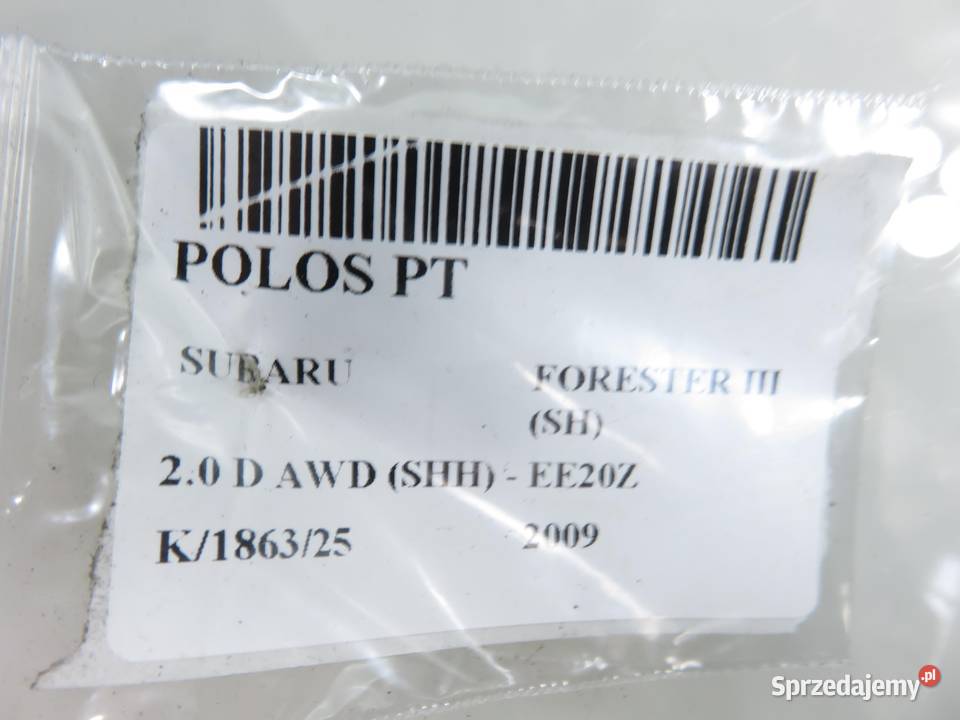 POLOS PT
SUBARU FORESTER III
(SH)
2.0 D AWD (SHH) - EE20Z
K/1863/25 2009
Sprzedajemy.pl